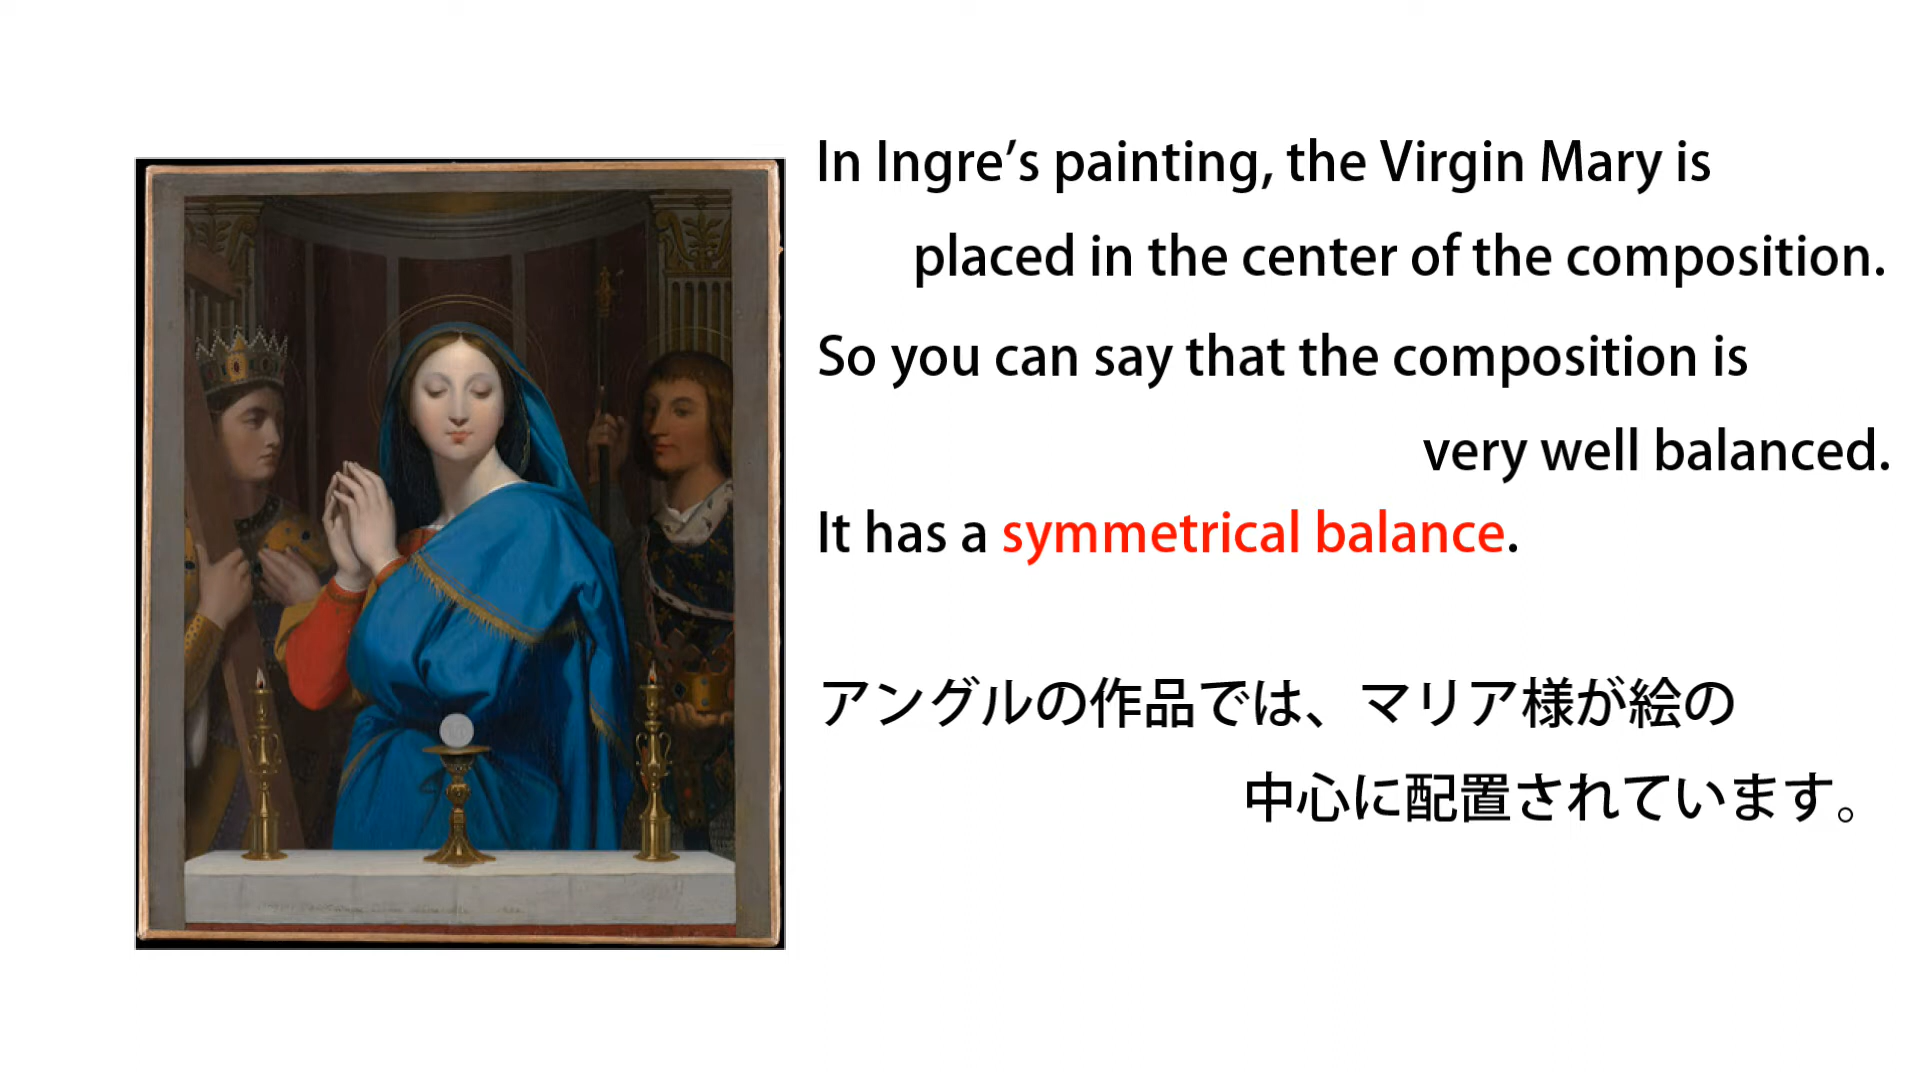 In Ingre’s painting, the Virgin Mary is
placed in the center of the composition.
So you can say that the composition is
very well balanced.
It has a symmetrical balance.
アングルの作品では、マリア様が絵の
中心に配置されています。